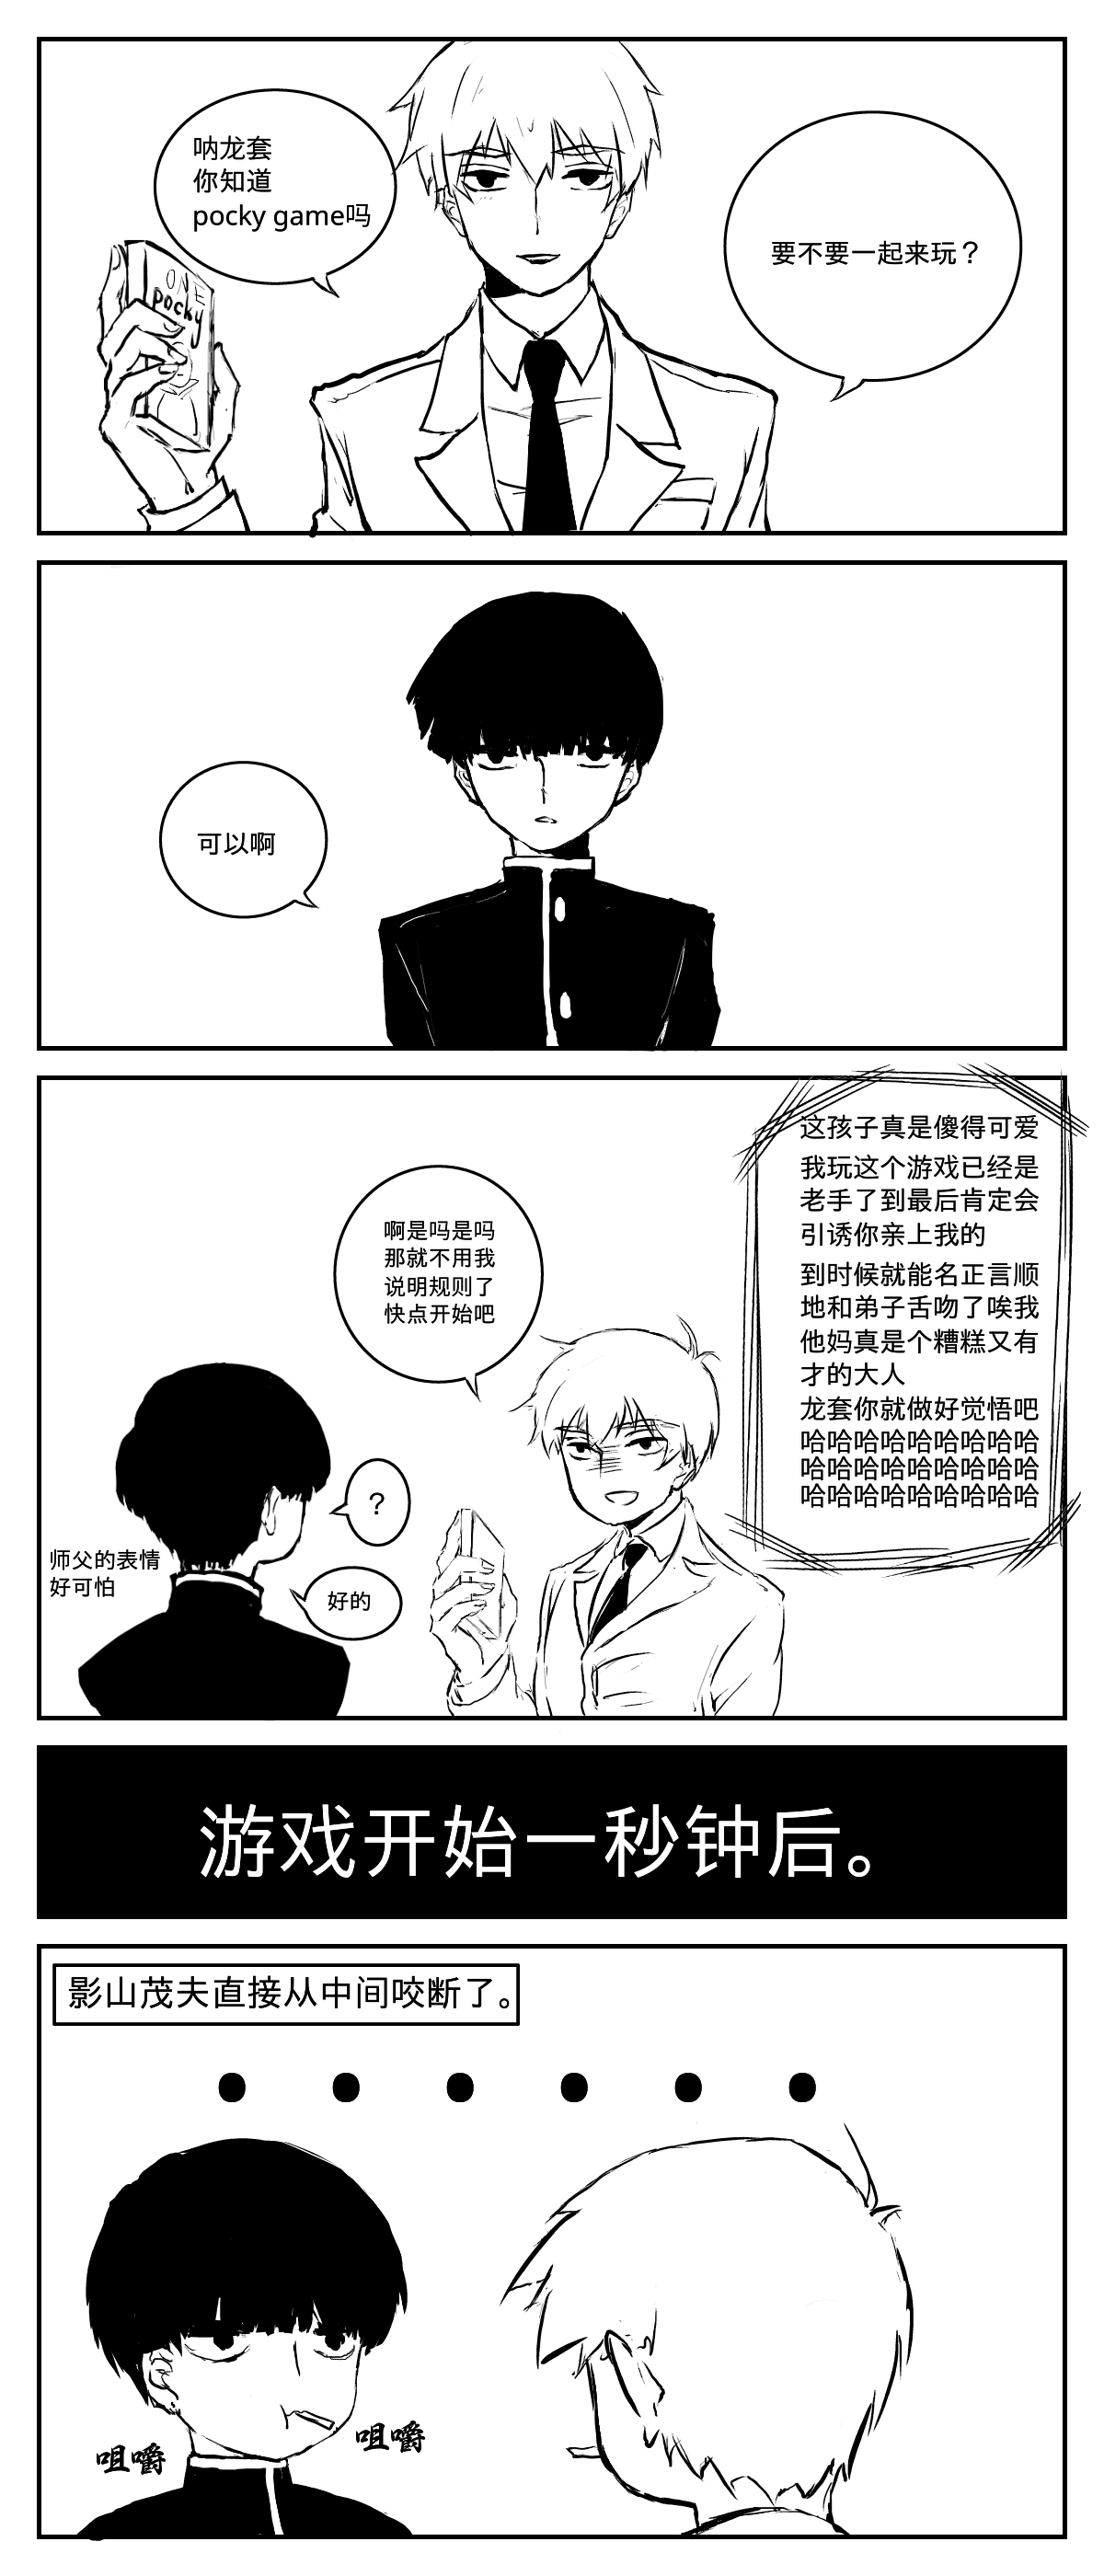 呐龙套
你知道
pocky game吗
要不要一起来玩？
ONE
pocky
可以啊
这孩子真是傻得可爱
我玩这个游戏已经是
老手了到最后肯定会
引诱你亲上我的
到时候就能名正言顺
地和弟子舌吻了唉我
他妈真是个糟糕又有
才的大人
龙套你就做好觉悟吧
哈哈哈哈哈哈哈哈哈
哈哈哈哈哈哈哈哈哈
哈哈哈哈哈哈哈哈哈
啊是吗是吗
那就不用我
说明规则了
快点开始吧
？
师父的表情
好可怕
好的
游戏开始一秒钟后。
影山茂夫直接从中间咬断了。
······
咀嚼
咀嚼